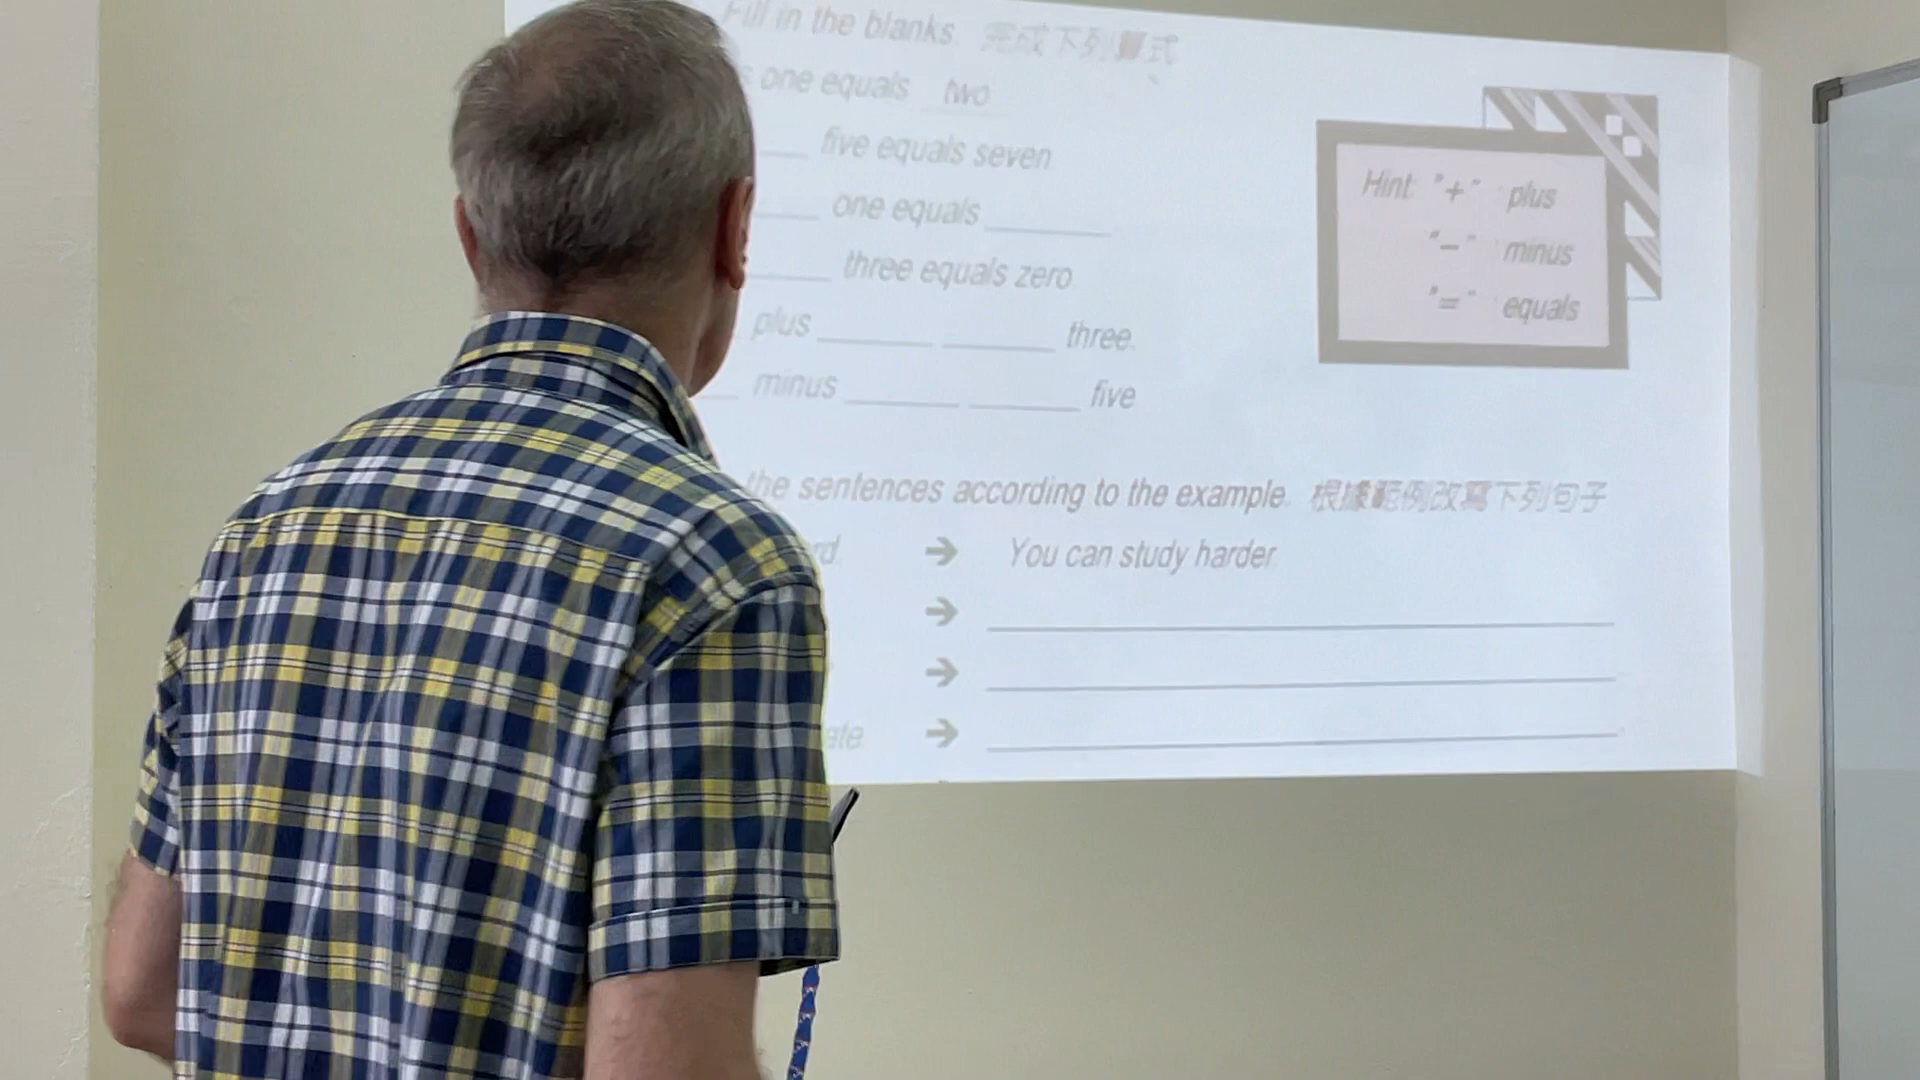 Fill in the blanks. 完成下列算式
one equals two
five equals seven
one equals
three equals zero
plus three.
minus five
Hint: "+" : plus
"−" : minus
"=" : equals
the sentences according to the example. 根據範例改寫下列句子
→ You can study harder.
→
→
→